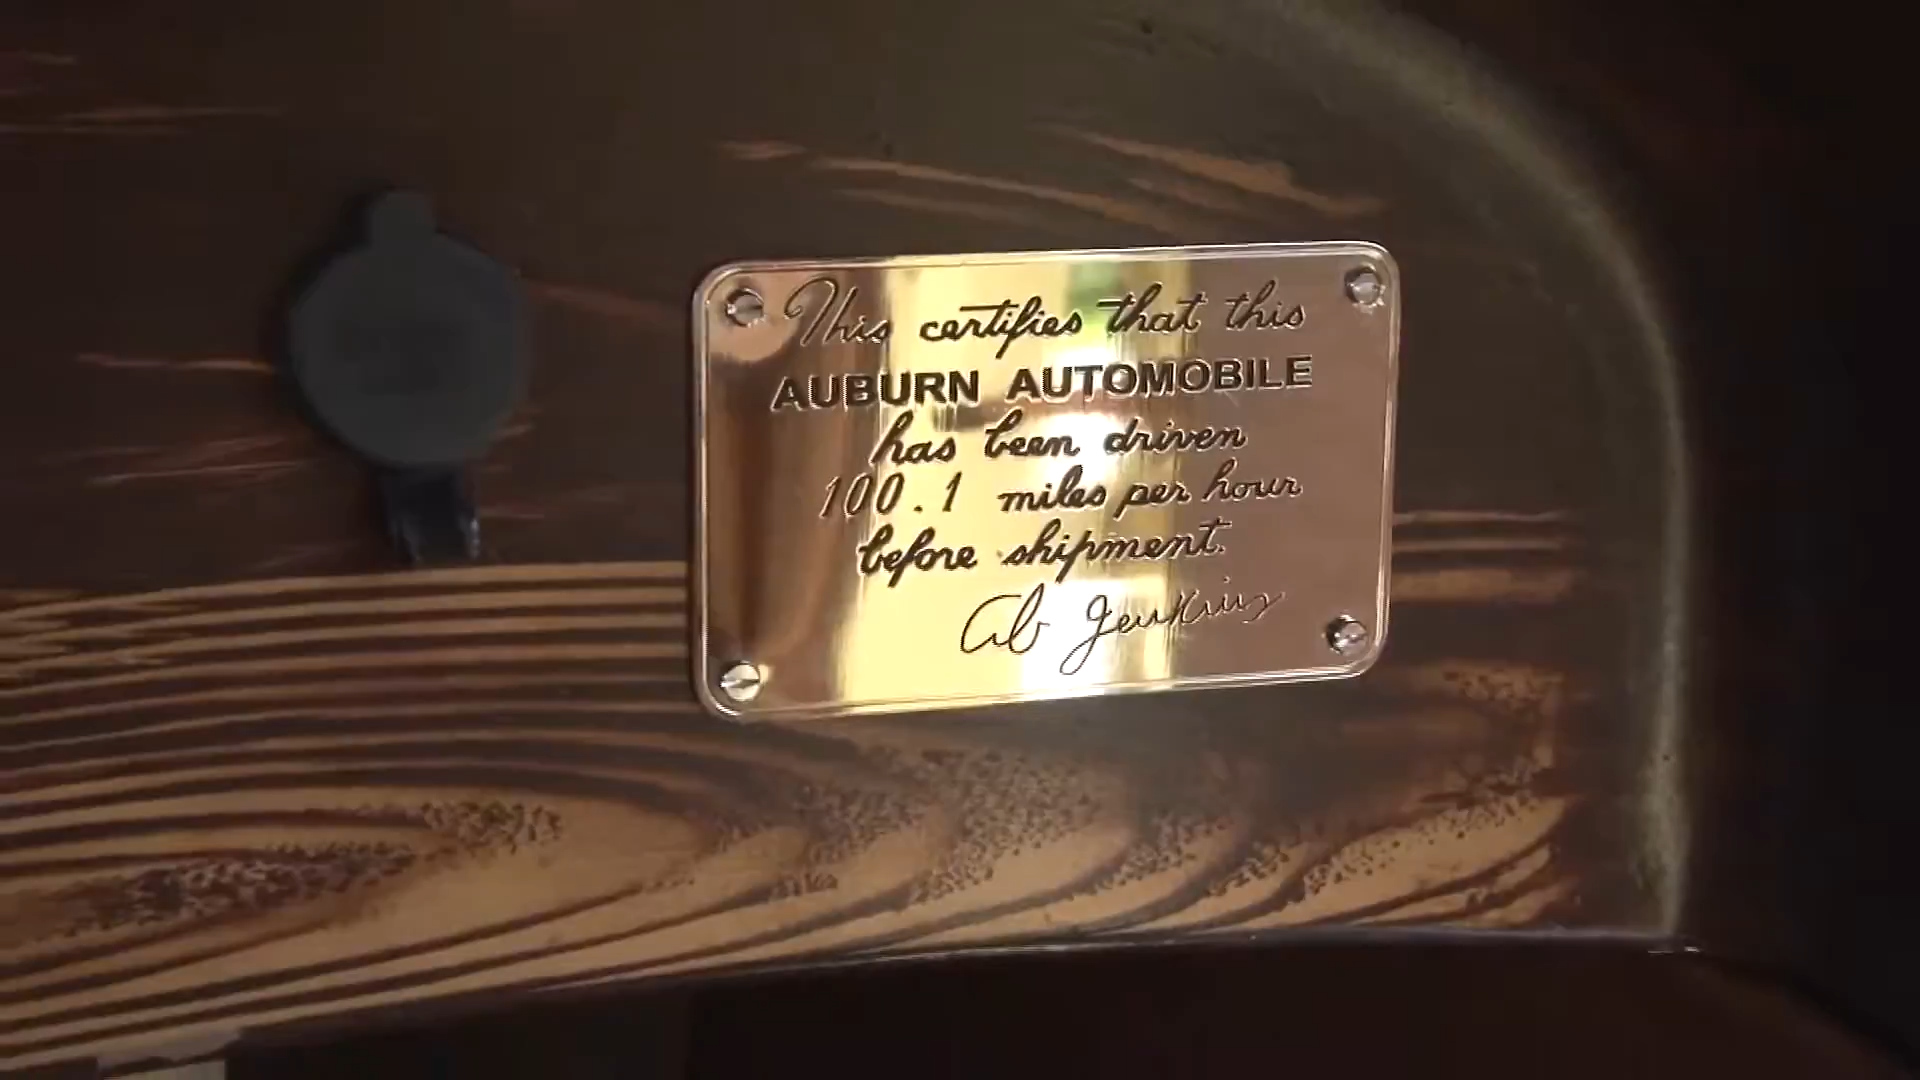 This certifies that this
AUBURN AUTOMOBILE
has been driven
100.1 miles per hour
before shipment.
Ab Jenkins